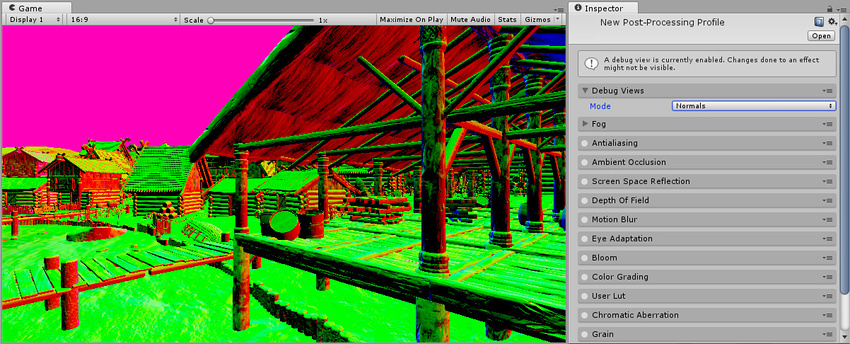 Game
Display 1
16:9
Scale
1x
Maximize On Play
Mute Audio
Stats
Gizmos
Inspector
New Post-Processing Profile
Open
A debug view is currently enabled. Changes done to an effect
might not be visible.
Debug Views
Mode
Normals
Fog
Antialiasing
Ambient Occlusion
Screen Space Reflection
Depth Of Field
Motion Blur
Eye Adaptation
Bloom
Color Grading
User Lut
Chromatic Aberration
Grain